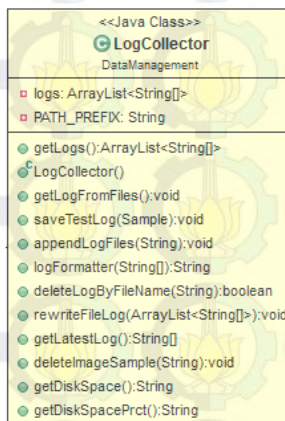 <<Java Class>>
LogCollector
DataManagement
logs: ArrayList<String[]>
PATH_PREFIX: String
getLogs():ArrayList<String[]>
LogCollector()
getLogFromFiles():void
saveTestLog(Sample):void
appendLogFiles(String):void
logFormatter(String[]):String
deleteLogByFileName(String):boolean
rewriteFileLog(ArrayList<String[]>):void
getLatestLog():String[]
deleteImageSample(String):void
getDiskSpace():String
getDiskSpacePrct():String